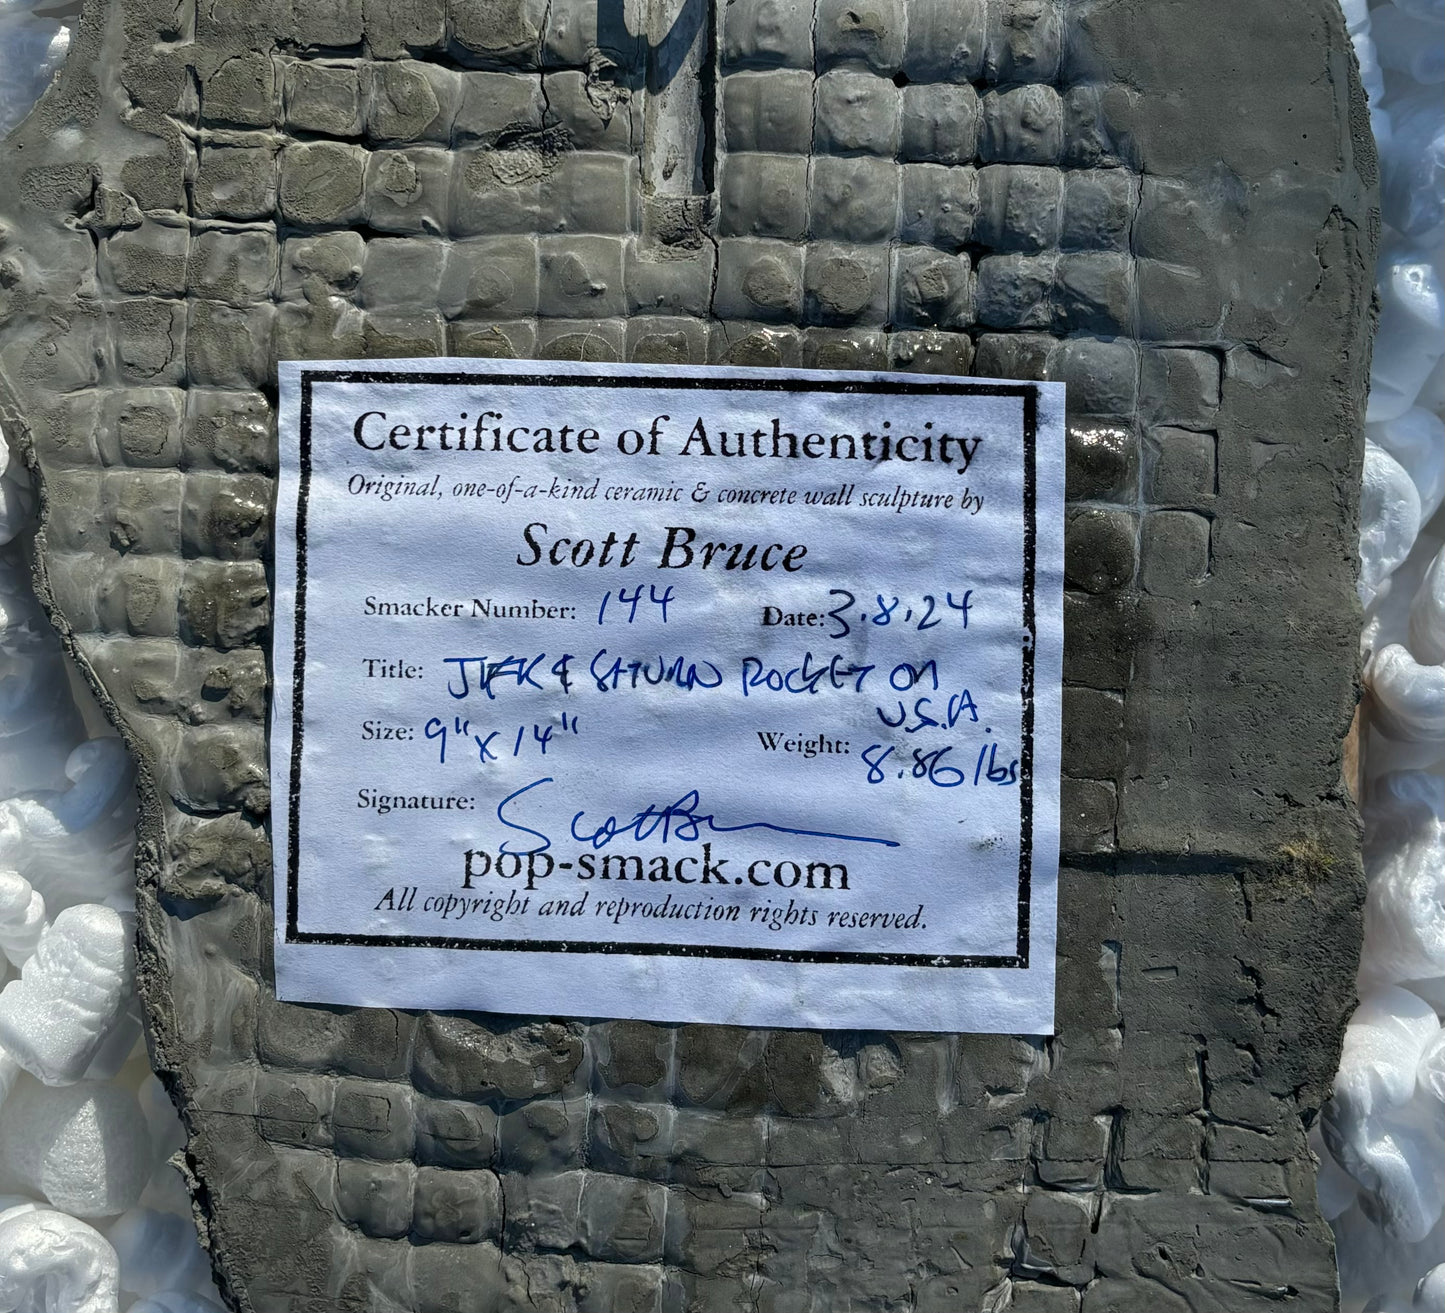 Certificate of Authenticity
Original, one-of-a-kind ceramic & concrete wall sculpture by
Scott Bruce
Smacker Number: 144 Date: 3.8.24
Title: JFK & SATURN ROCKET on
U.S.A.
Size: 9" x 14" Weight: 8.86 lbs
Signature: Scott Bruce
pop-smack.com
All copyright and reproduction rights reserved.